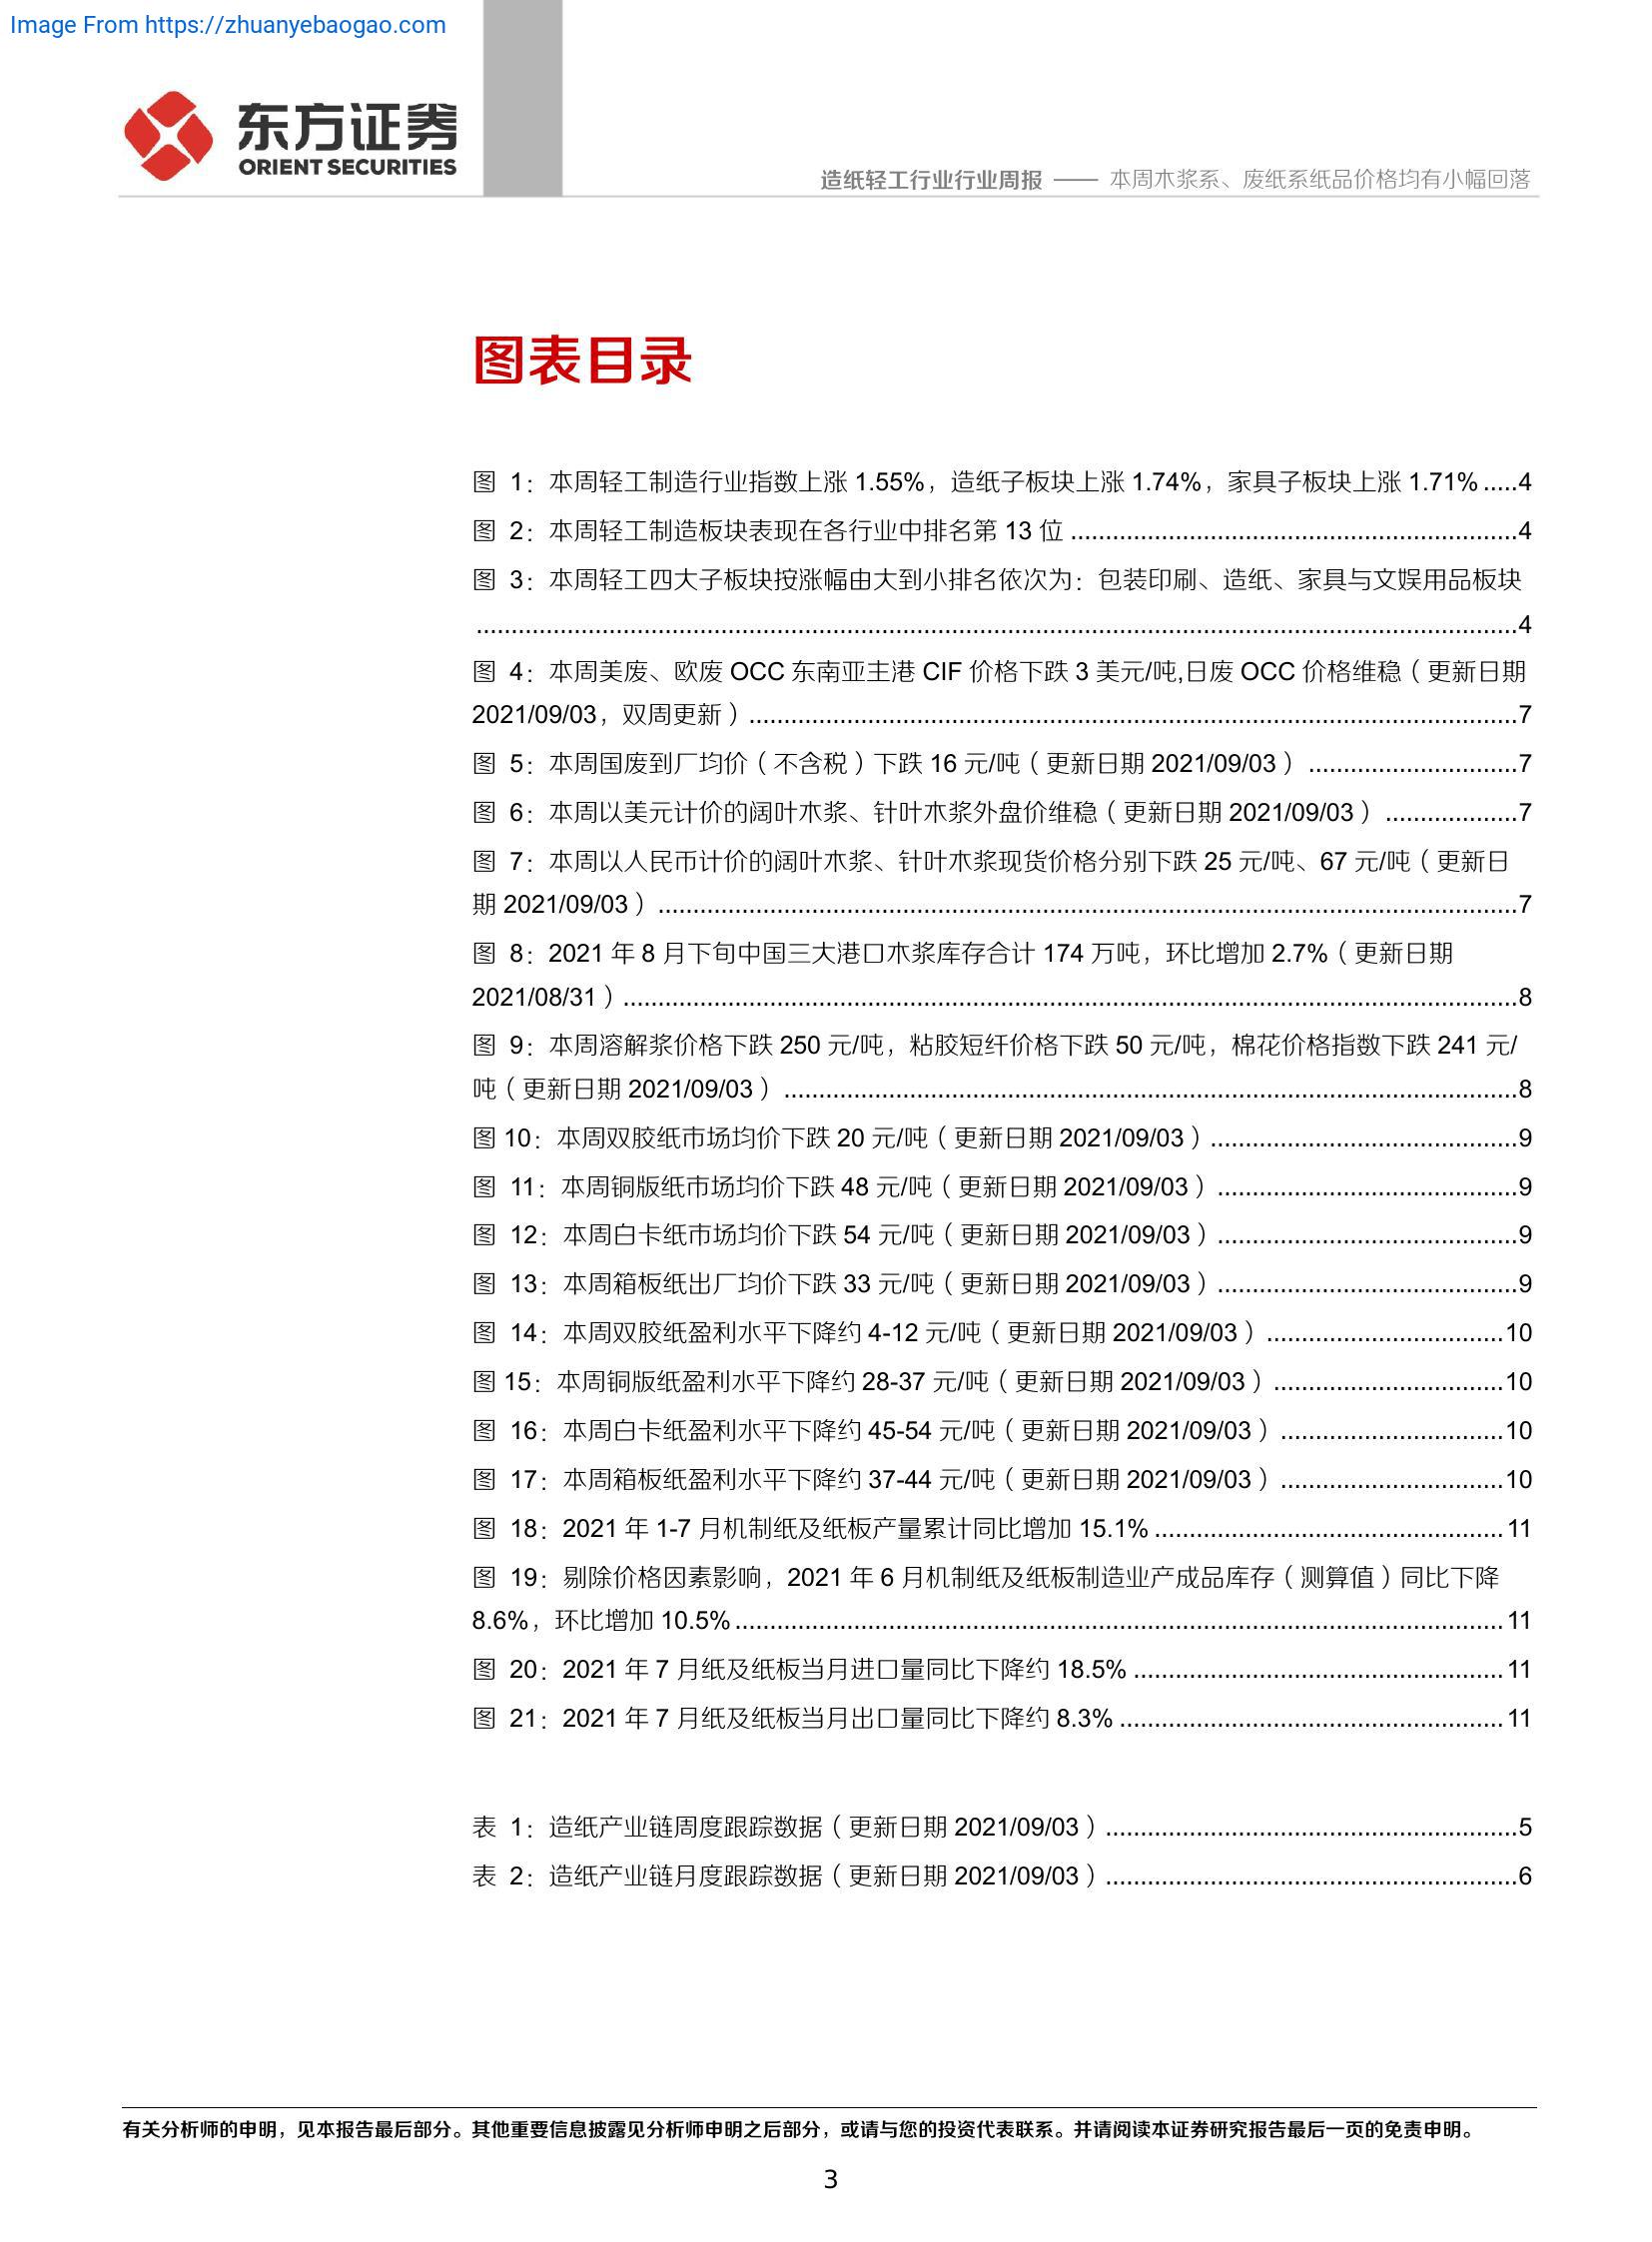 Image From https://zhuanyebaogao.com
东方证券
ORIENT SECURITIES
造纸轻工行业行业周报 —— 本周木浆系、废纸系纸品价格均有小幅回落
图表目录
图 1：本周轻工制造行业指数上涨 1.55%，造纸子板块上涨 1.74%，家具子板块上涨 1.71%.....4
图 2：本周轻工制造板块表现在各行业中排名第 13 位................................................................4
图 3：本周轻工四大子板块按涨幅由大到小排名依次为：包装印刷、造纸、家具与文娱用品板块
......................................................................................................................................................4
图 4：本周美废、欧废 OCC 东南亚主港 CIF 价格下跌 3 美元/吨,日废 OCC 价格维稳（更新日期
2021/09/03，双周更新）..............................................................................................................7
图 5：本周国废到厂均价（不含税）下跌 16 元/吨（更新日期 2021/09/03） ..............................7
图 6：本周以美元计价的阔叶木浆、针叶木浆外盘价维稳（更新日期 2021/09/03） ...................7
图 7：本周以人民币计价的阔叶木浆、针叶木浆现货价格分别下跌 25 元/吨、67 元/吨（更新日
期 2021/09/03） ...........................................................................................................................7
图 8：2021 年 8 月下旬中国三大港口木浆库存合计 174 万吨，环比增加 2.7%（更新日期
2021/08/31）................................................................................................................................8
图 9：本周溶解浆价格下跌 250 元/吨，粘胶短纤价格下跌 50 元/吨，棉花价格指数下跌 241 元/
吨（更新日期 2021/09/03） .........................................................................................................8
图 10：本周双胶纸市场均价下跌 20 元/吨（更新日期 2021/09/03）............................................9
图 11：本周铜版纸市场均价下跌 48 元/吨（更新日期 2021/09/03）...........................................9
图 12：本周白卡纸市场均价下跌 54 元/吨（更新日期 2021/09/03）...........................................9
图 13：本周箱板纸出厂均价下跌 33 元/吨（更新日期 2021/09/03）...........................................9
图 14：本周双胶纸盈利水平下降约 4-12 元/吨（更新日期 2021/09/03）..................................10
图 15：本周铜版纸盈利水平下降约 28-37 元/吨（更新日期 2021/09/03）.................................10
图 16：本周白卡纸盈利水平下降约 45-54 元/吨（更新日期 2021/09/03）................................10
图 17：本周箱板纸盈利水平下降约 37-44 元/吨（更新日期 2021/09/03）................................10
图 18：2021 年 1-7 月机制纸及纸板产量累计同比增加 15.1%..................................................11
图 19：剔除价格因素影响，2021 年 6 月机制纸及纸板制造业产成品库存（测算值）同比下降
8.6%，环比增加 10.5%..............................................................................................................11
图 20：2021 年 7 月纸及纸板当月进口量同比下降约 18.5%.....................................................11
图 21：2021 年 7 月纸及纸板当月出口量同比下降约 8.3%.......................................................11
表 1：造纸产业链周度跟踪数据（更新日期 2021/09/03）...........................................................5
表 2：造纸产业链月度跟踪数据（更新日期 2021/09/03）...........................................................6
有关分析师的申明，见本报告最后部分。其他重要信息披露见分析师申明之后部分，或请与您的投资代表联系。并请阅读本证券研究报告最后一页的免责申明。
3